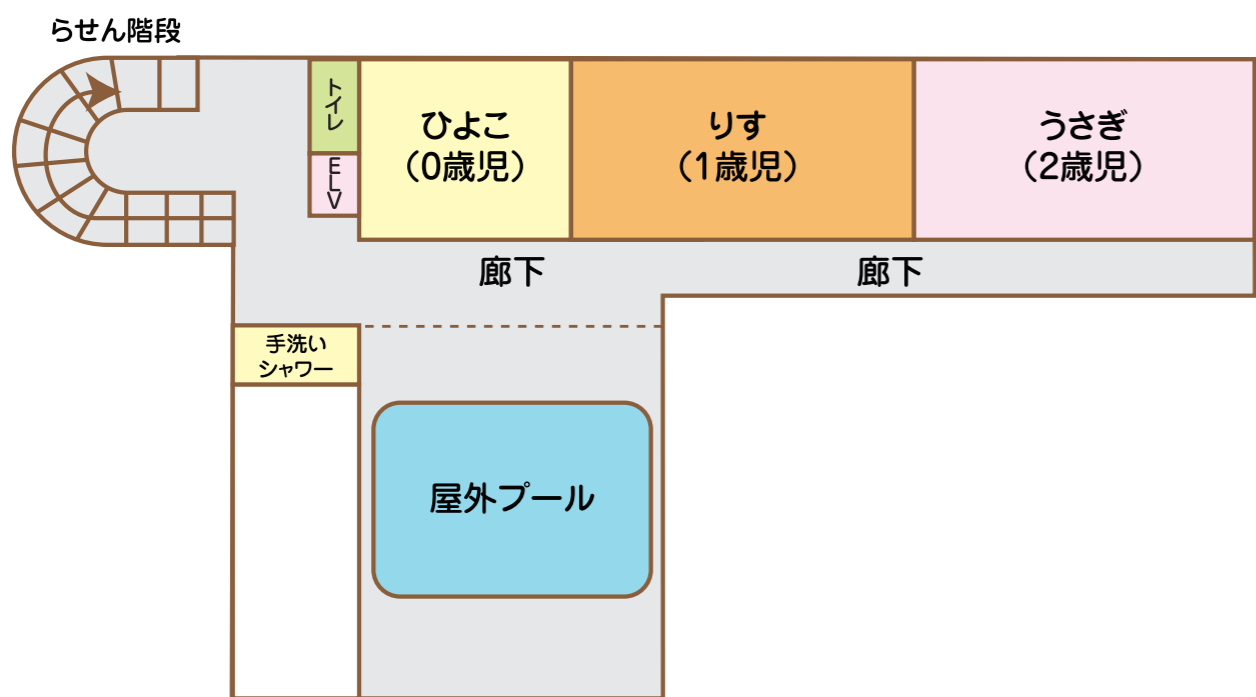 らせん階段
トイレ
ELV
ひよこ
（0歳児）
りす
（1歳児）
うさぎ
（2歳児）
廊下
廊下
手洗い
シャワー
屋外プール